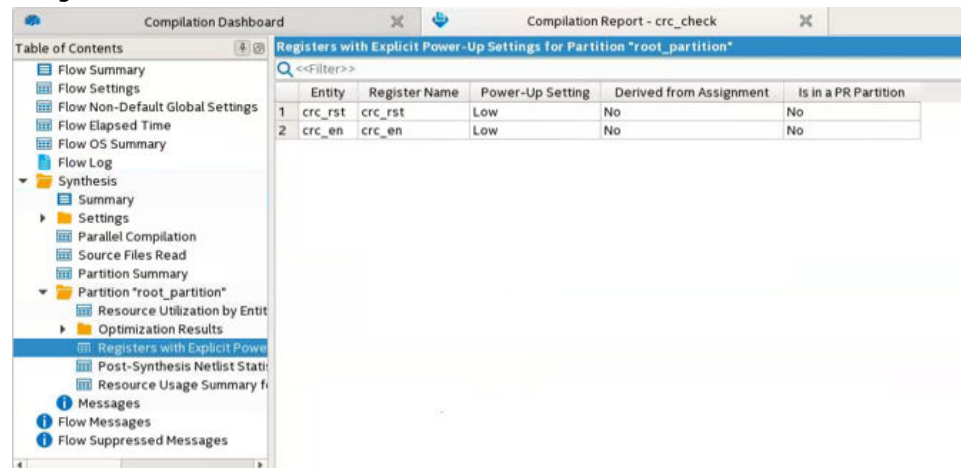 Compilation Dashboard
Compilation Report - crc_check
Table of Contents
Flow Summary
Flow Settings
Flow Non-Default Global Settings
Flow Elapsed Time
Flow OS Summary
Flow Log
Synthesis
Summary
Settings
Parallel Compilation
Source Files Read
Partition Summary
Partition "root_partition"
Resource Utilization by Entit
Optimization Results
Registers with Explicit Powe
Post-Synthesis Netlist Statis
Resource Usage Summary f
Messages
Flow Messages
Flow Suppressed Messages
Registers with Explicit Power-Up Settings for Partition "root_partition"
<<Filter>>
Entity Register Name Power-Up Setting Derived from Assignment Is in a PR Partition
1 crc_rst crc_rst Low No No
2 crc_en crc_en Low No No